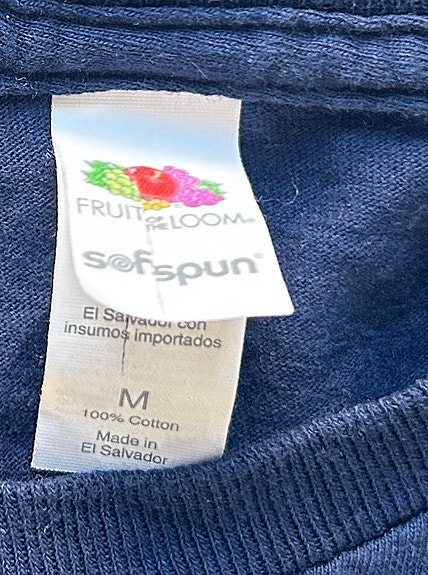 FRUIT OF THE LOOM®
sofspun®
El Salvador con
insumos importados
M
100% Cotton
Made in
El Salvador